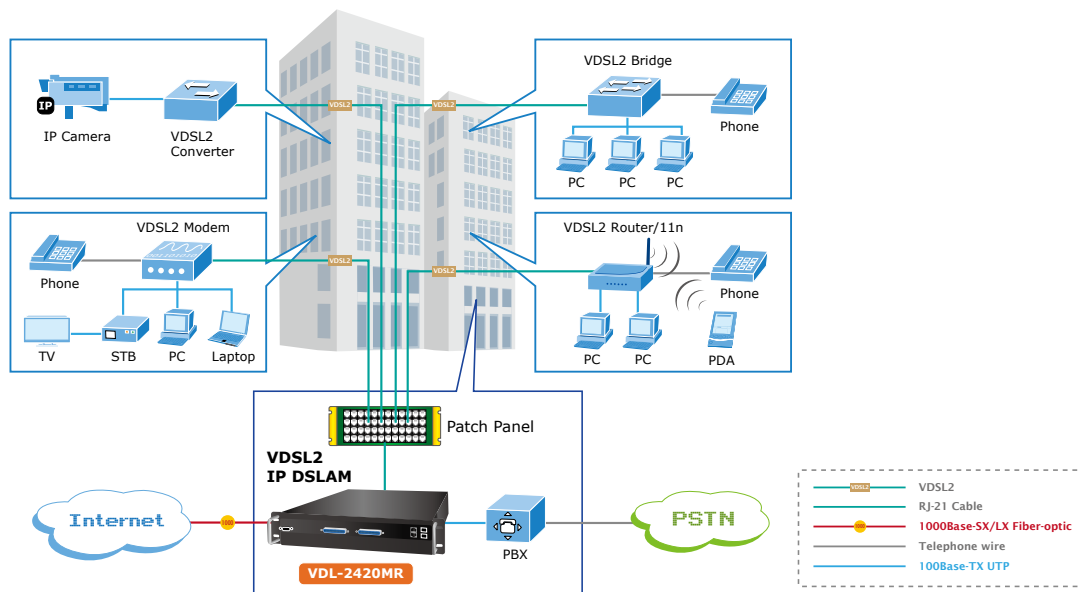 IP
IP Camera
VDSL2
Converter
VDSL2
VDSL2
VDSL2 Bridge
Phone
PC
PC
PC
VDSL2 Modem
Phone
VDSL2
TV
STB
PC
Laptop
VDSL2
VDSL2 Router/11n
Phone
PC
PC
PDA
Patch Panel
VDSL2
IP DSLAM
Internet
1000
VDL-2420MR
PBX
PSTN
VDSL2
VDSL2
RJ-21 Cable
1000
1000Base-SX/LX Fiber-optic
Telephone wire
100Base-TX UTP